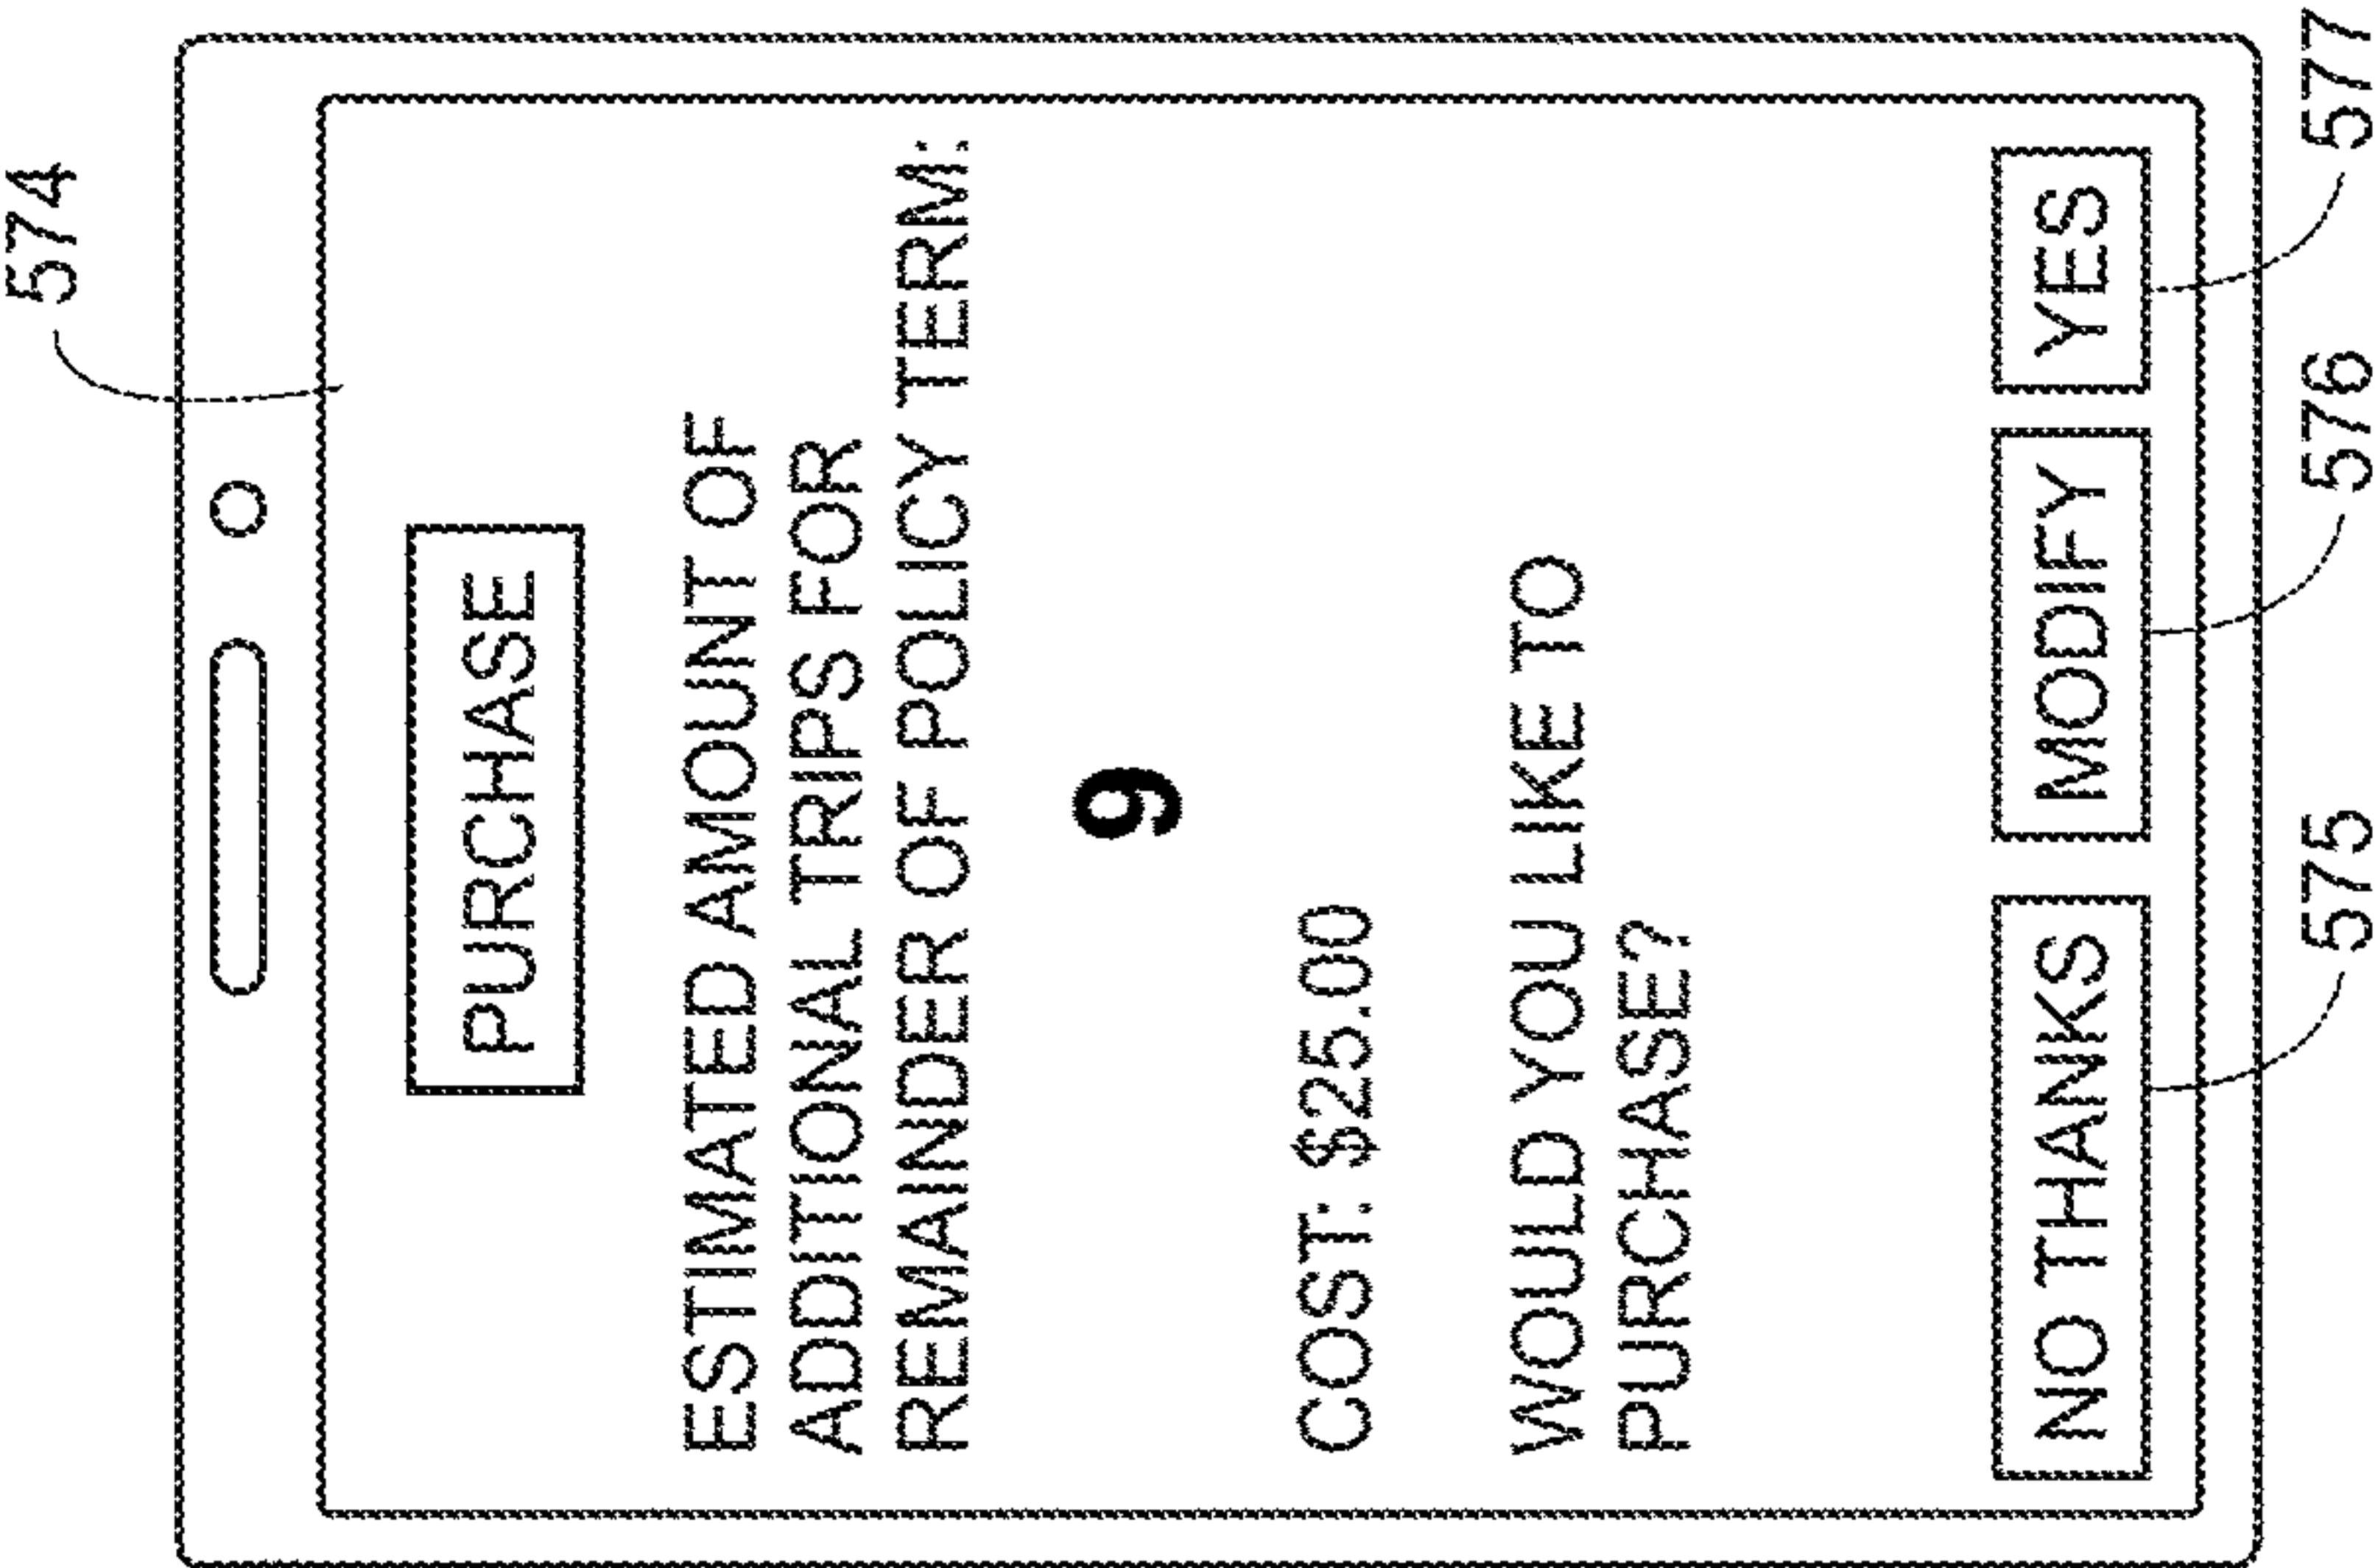 574
PURCHASE
ESTIMATED AMOUNT OF
ADDITIONAL TRIPS FOR
REMAINDER OF POLICY TERM:
9
COST: $25.00
WOULD YOU LIKE TO
PURCHASE?
NO THANKS
MODIFY
YES
575
576
577